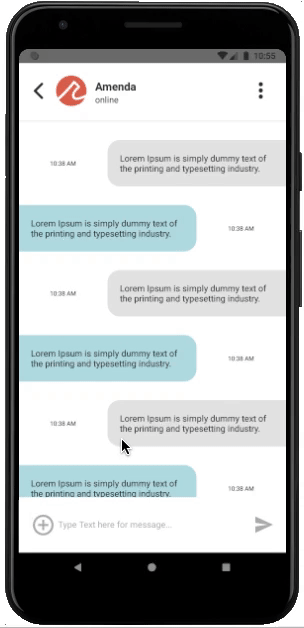 10:55
Amenda
online
Lorem Ipsum is simply dummy text of
the printing and typesetting industry.
10:38 AM
Lorem Ipsum is simply dummy text of
the printing and typesetting industry.
10:38 AM
Lorem Ipsum is simply dummy text of
the printing and typesetting industry.
10:38 AM
Lorem Ipsum is simply dummy text of
the printing and typesetting industry.
10:38 AM
Lorem Ipsum is simply dummy text of
the printing and typesetting industry.
10:38 AM
Lorem Ipsum is simply dummy text of
the printing and typesetting industry.
10:38 AM
Type Text here for message...